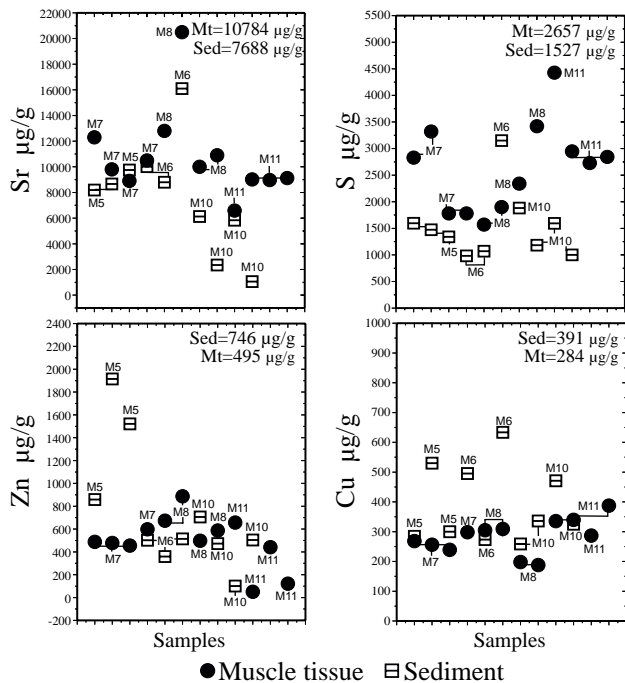 22000
20000
18000
16000
14000
12000
10000
8000
6000
4000
2000
0
Sr µg/g
Mt=10784 µg/g
Sed=7688 µg/g
M8
M6
M7
M8
M7
M5
M7
M6
M5
M7
M8
M11
M10
M11
M10
M10
M10
5500
5000
4500
4000
3500
3000
2500
2000
1500
1000
500
0
S µg/g
Mt=2657 µg/g
Sed=1527 µg/g
M11
M8
M6
M7
M11
M8
M7
M10
M8
M5
M10
M6
2400
2200
2000
1800
1600
1400
1200
1000
800
600
400
200
0
-200
Zn µg/g
Sed=746 µg/g
Mt=495 µg/g
M5
M5
M5
M7
M8
M10
M8
M11
M10
M7
M6
M8
M10
M11
M10
M11
Samples
1000
900
800
700
600
500
400
300
200
100
0
Cu µg/g
Sed=391 µg/g
Mt=284 µg/g
M6
M5
M6
M10
M5
M5
M7
M8
M11
M7
M6
M10
M10
M11
M8
Samples
Muscle tissue
Sediment